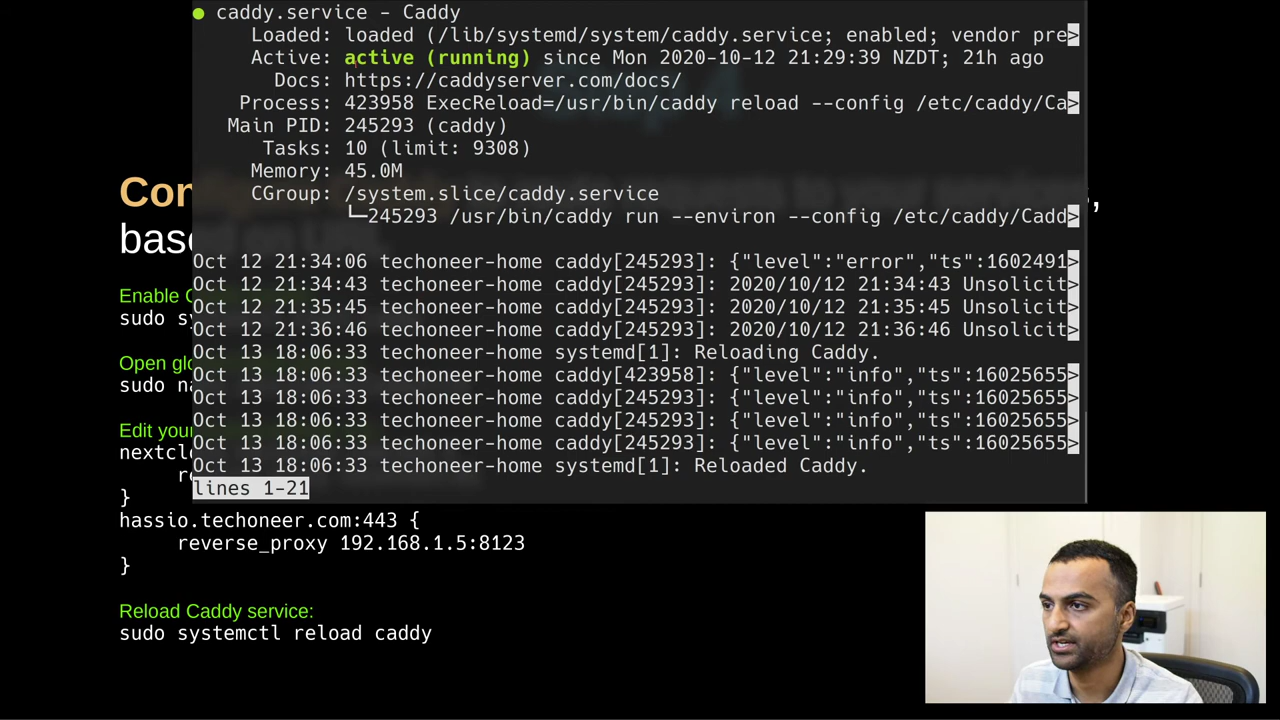 ● caddy.service - Caddy
Loaded: loaded (/lib/systemd/system/caddy.service; enabled; vendor pre>
Active: active (running) since Mon 2020-10-12 21:29:39 NZDT; 21h ago
Docs: https://caddyserver.com/docs/
Process: 423958 ExecReload=/usr/bin/caddy reload --config /etc/caddy/Ca>
Main PID: 245293 (caddy)
Tasks: 10 (limit: 9308)
Memory: 45.0M
CGroup: /system.slice/caddy.service
└─245293 /usr/bin/caddy run --environ --config /etc/caddy/Cadd>
Oct 12 21:34:06 techoneer-home caddy[245293]: {"level":"error","ts":1602491>
Oct 12 21:34:43 techoneer-home caddy[245293]: 2020/10/12 21:34:43 Unsolicit>
Oct 12 21:35:45 techoneer-home caddy[245293]: 2020/10/12 21:35:45 Unsolicit>
Oct 12 21:36:46 techoneer-home caddy[245293]: 2020/10/12 21:36:46 Unsolicit>
Oct 13 18:06:33 techoneer-home systemd[1]: Reloading Caddy.
Oct 13 18:06:33 techoneer-home caddy[423958]: {"level":"info","ts":16025655>
Oct 13 18:06:33 techoneer-home caddy[245293]: {"level":"info","ts":16025655>
Oct 13 18:06:33 techoneer-home caddy[245293]: {"level":"info","ts":16025655>
Oct 13 18:06:33 techoneer-home caddy[245293]: {"level":"info","ts":16025655>
Oct 13 18:06:33 techoneer-home systemd[1]: Reloaded Caddy.
lines 1-21
Con
,
base
Enable C
sudo sy
Open glo
sudo na
Edit your
nextclo
re
}
hassio.techoneer.com:443 {
reverse_proxy 192.168.1.5:8123
}
Reload Caddy service:
sudo systemctl reload caddy